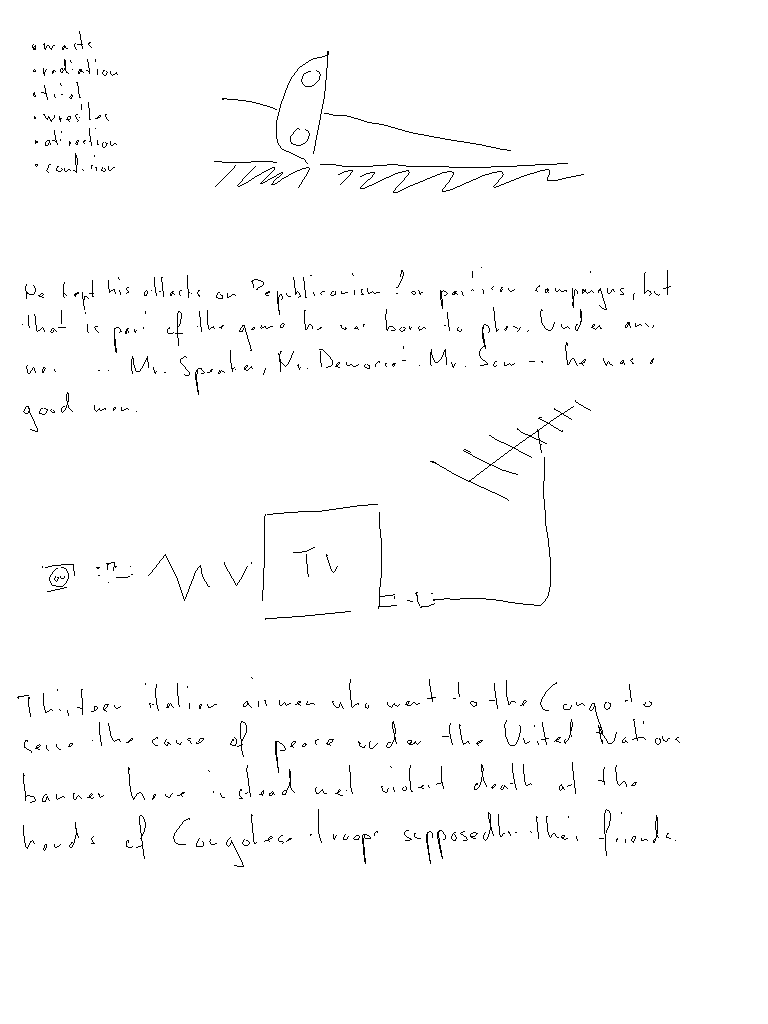 • waste
• radiation
• trial
• wrestles
• direction
• condition
He kept his attacks on Republicanism for partisan campaigns, but
that is part of the game he was born to play. Under any
name -- Mr. Speaker, Mr. Democrat, Mr. Sam -- he was a
good man.
TV
Thirteen italian airmen who went to the Congo to
serve the cause of peace under the United Nations
banner have instead met violent death at the
hands of Congolese troops supposedly their friends.